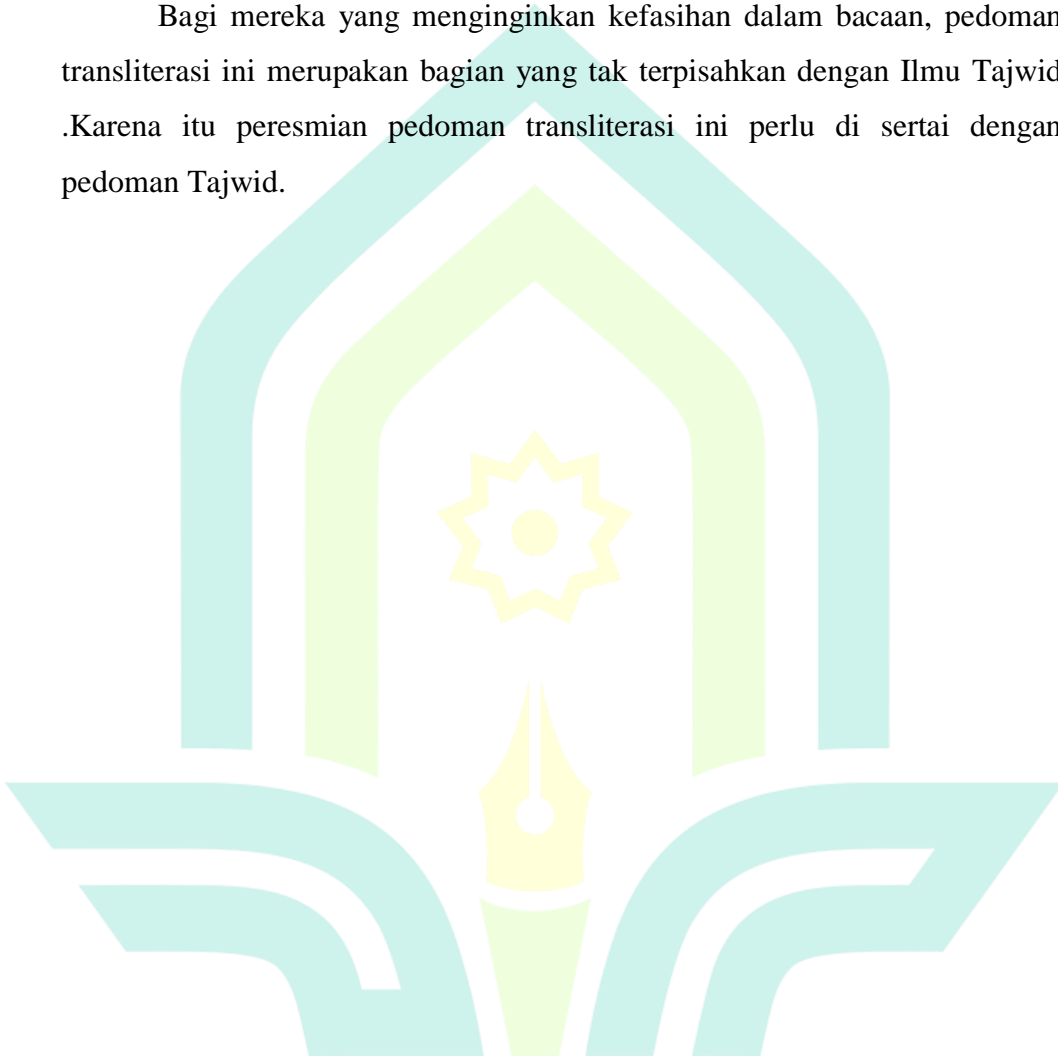 Bagi mereka yang menginginkan kefasihan dalam bacaan, pedoman
transliterasi ini merupakan bagian yang tak terpisahkan dengan Ilmu Tajwid
.Karena itu peresmian pedoman transliterasi ini perlu di sertai dengan
pedoman Tajwid.